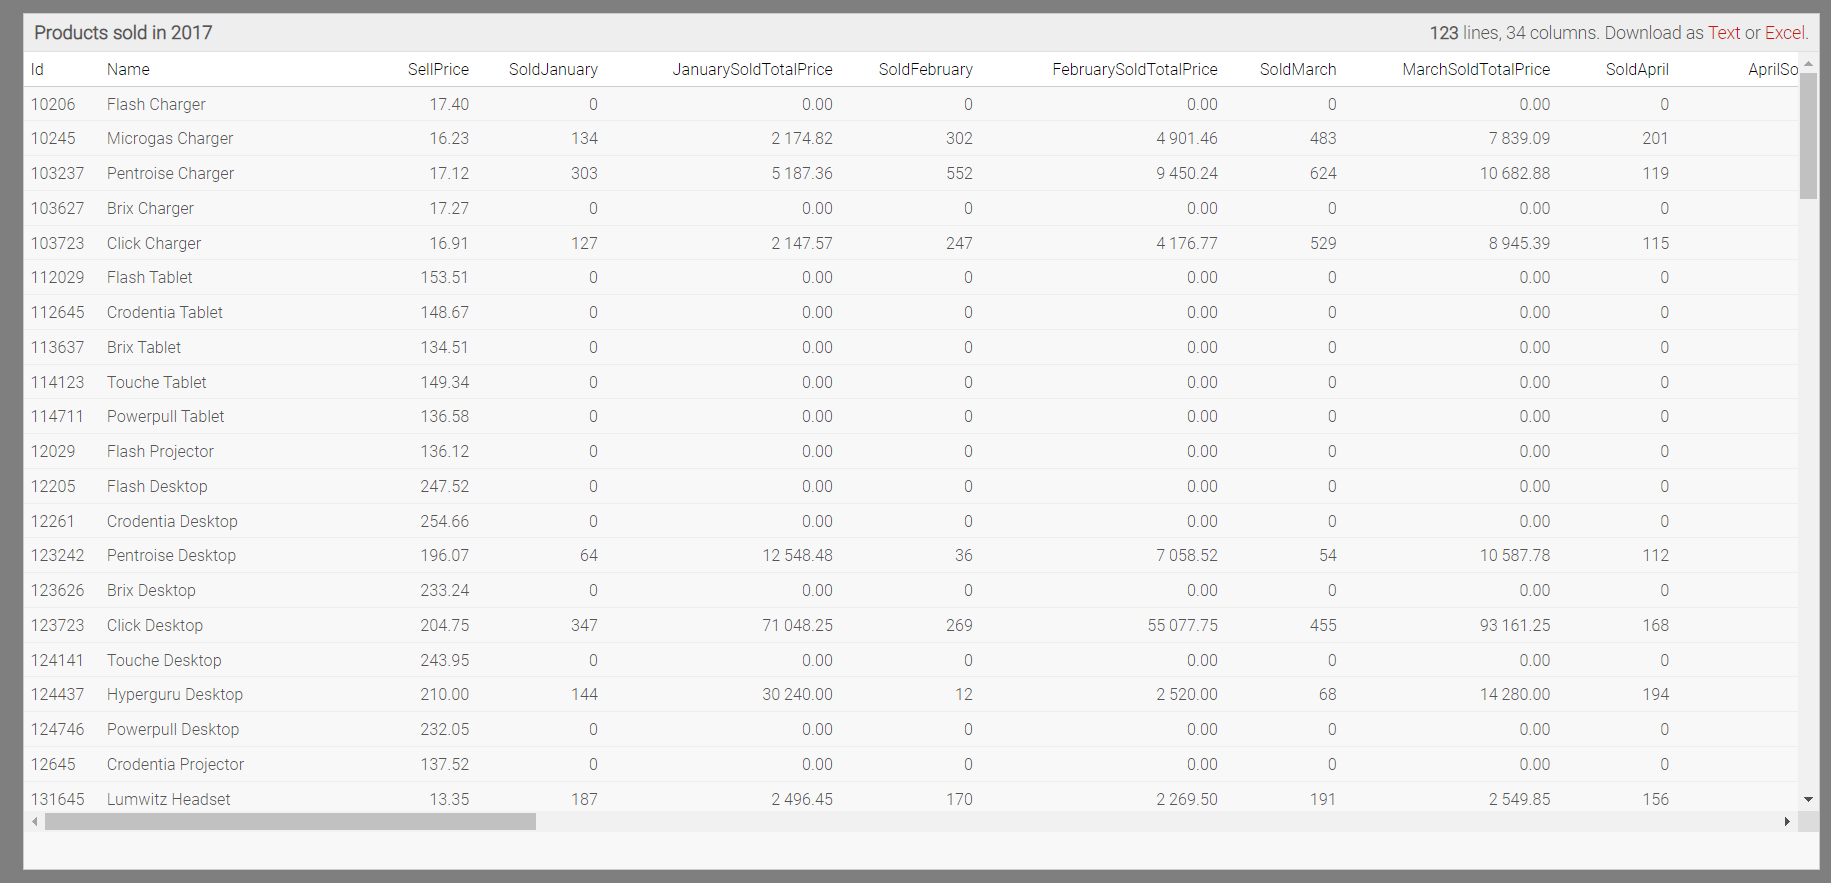 Products sold in 2017 123 lines, 34 columns. Download as Text or Excel.
Id Name SellPrice SoldJanuary JanuarySoldTotalPrice SoldFebruary FebruarySoldTotalPrice SoldMarch MarchSoldTotalPrice SoldApril AprilSo
10206 Flash Charger 17.40 0 0.00 0 0.00 0 0.00 0
10245 Microgas Charger 16.23 134 2 174.82 302 4 901.46 483 7 839.09 201
103237 Pentroise Charger 17.12 303 5 187.36 552 9 450.24 624 10 682.88 119
103627 Brix Charger 17.27 0 0.00 0 0.00 0 0.00 0
103723 Click Charger 16.91 127 2 147.57 247 4 176.77 529 8 945.39 115
112029 Flash Tablet 153.51 0 0.00 0 0.00 0 0.00 0
112645 Crodentia Tablet 148.67 0 0.00 0 0.00 0 0.00 0
113637 Brix Tablet 134.51 0 0.00 0 0.00 0 0.00 0
114123 Touche Tablet 149.34 0 0.00 0 0.00 0 0.00 0
114711 Powerpull Tablet 136.58 0 0.00 0 0.00 0 0.00 0
12029 Flash Projector 136.12 0 0.00 0 0.00 0 0.00 0
12205 Flash Desktop 247.52 0 0.00 0 0.00 0 0.00 0
12261 Crodentia Desktop 254.66 0 0.00 0 0.00 0 0.00 0
123242 Pentroise Desktop 196.07 64 12 548.48 36 7 058.52 54 10 587.78 112
123626 Brix Desktop 233.24 0 0.00 0 0.00 0 0.00 0
123723 Click Desktop 204.75 347 71 048.25 269 55 077.75 455 93 161.25 168
124141 Touche Desktop 243.95 0 0.00 0 0.00 0 0.00 0
124437 Hyperguru Desktop 210.00 144 30 240.00 12 2 520.00 68 14 280.00 194
124746 Powerpull Desktop 232.05 0 0.00 0 0.00 0 0.00 0
12645 Crodentia Projector 137.52 0 0.00 0 0.00 0 0.00 0
131645 Lumwitz Headset 13.35 187 2 496.45 170 2 269.50 191 2 549.85 156